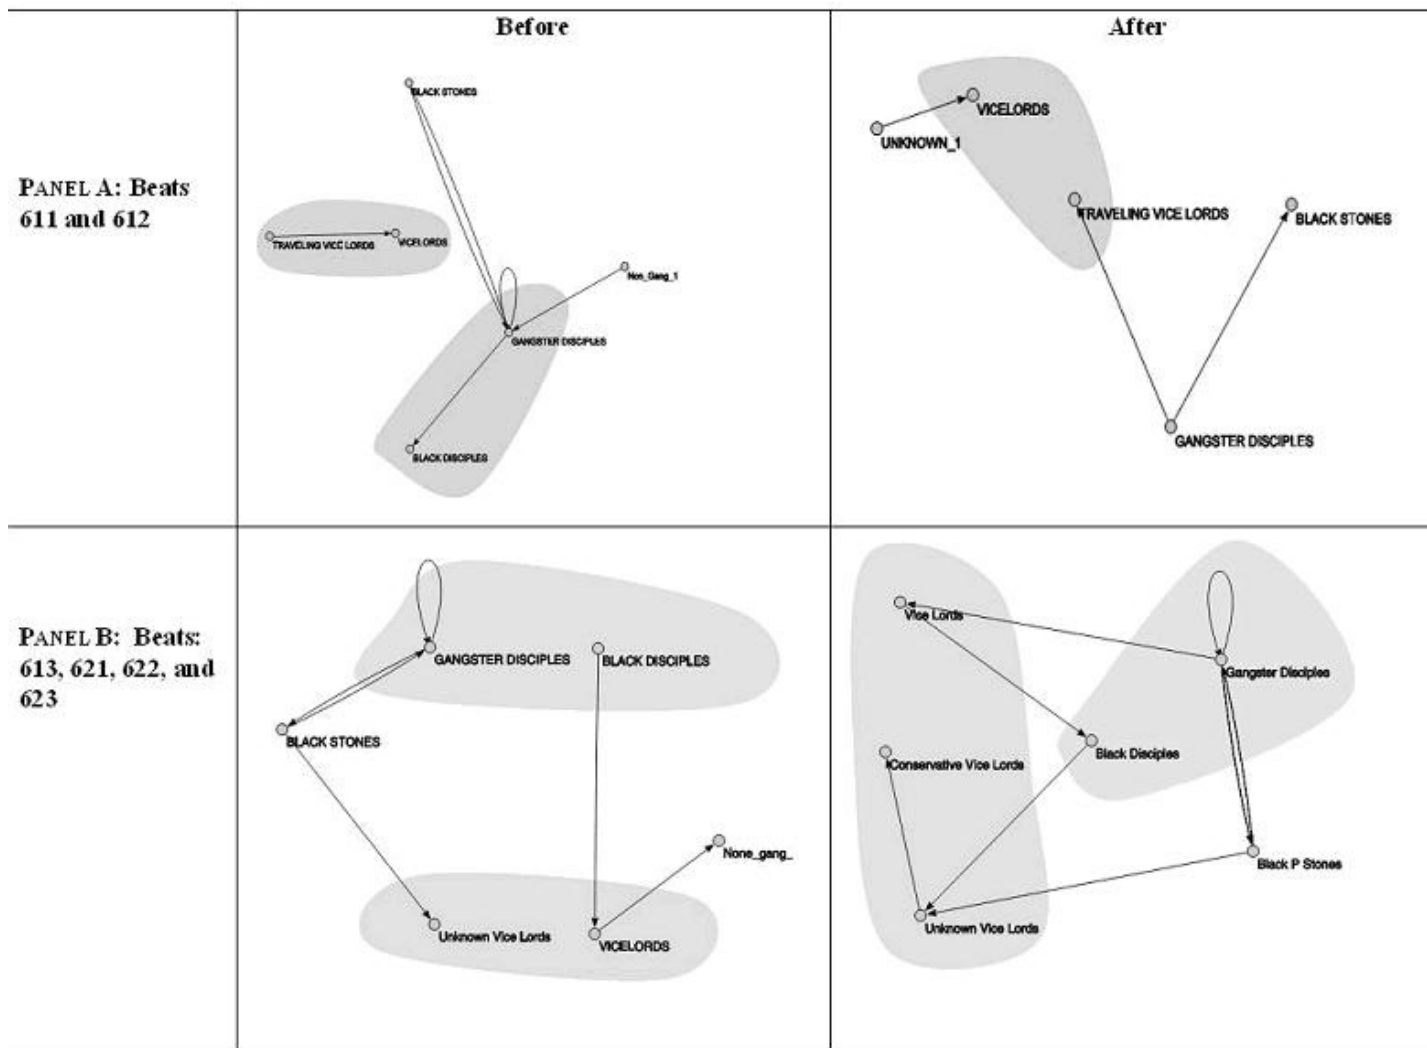 Before
After
PANEL A: Beats
611 and 612
BLACK STONES
TRAVELING VICE LORDS
VICELORDS
Non_Gang_1
GANGSTER DISCIPLES
BLACK DISCIPLES
VICELORDS
UNKNOWN_1
TRAVELING VICE LORDS
BLACK STONES
GANGSTER DISCIPLES
PANEL B: Beats:
613, 621, 622, and
623
GANGSTER DISCIPLES
BLACK DISCIPLES
BLACK STONES
None_gang_
Unknown Vice Lords
VICELORDS
Vice Lords
Gangster Disciples
Black Disciples
Conservative Vice Lords
Black P Stones
Unknown Vice Lords